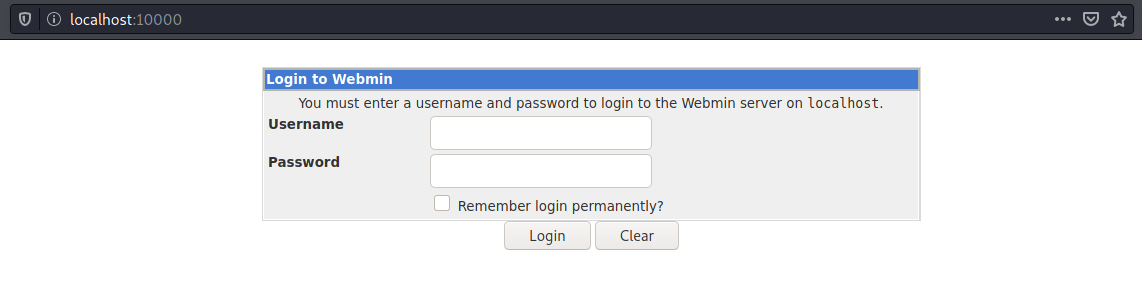 localhost:10000
Login to Webmin
You must enter a username and password to login to the Webmin server on localhost.
Username
Password
Remember login permanently?
Login Clear